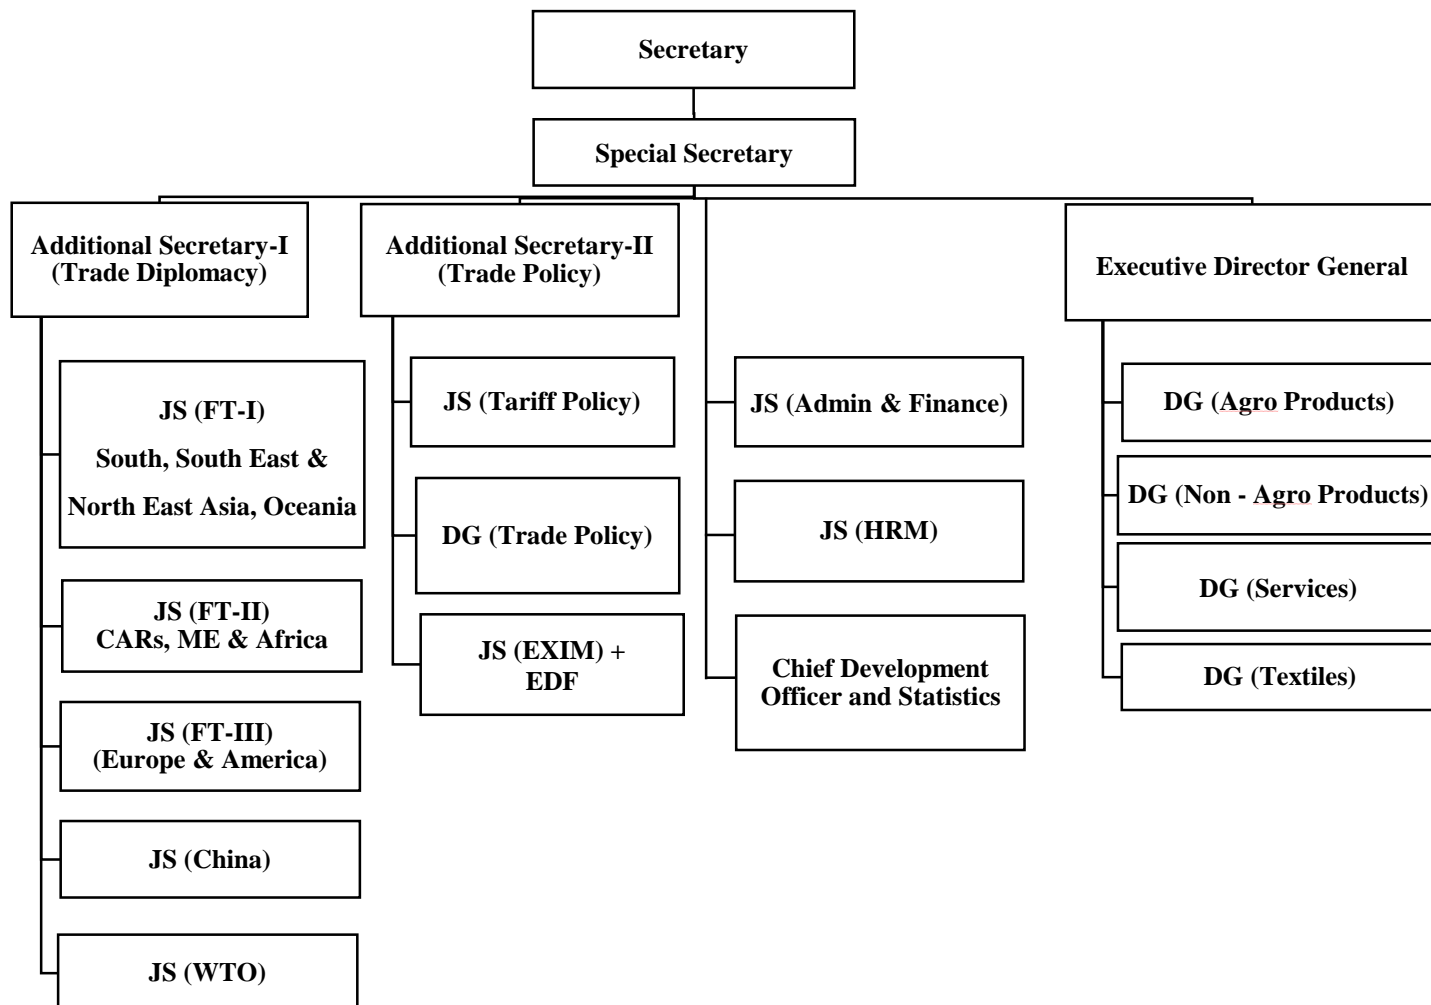 Secretary
Special Secretary
Additional Secretary-I
(Trade Diplomacy)
JS (FT-I)
South, South East &
North East Asia, Oceania
JS (FT-II)
CARs, ME & Africa
JS (FT-III)
(Europe & America)
JS (China)
JS (WTO)
Additional Secretary-II
(Trade Policy)
JS (Tariff Policy)
DG (Trade Policy)
JS (EXIM) +
EDF
JS (Admin & Finance)
JS (HRM)
Chief Development
Officer and Statistics
Executive Director General
DG (Agro Products)
DG (Non - Agro Products)
DG (Services)
DG (Textiles)